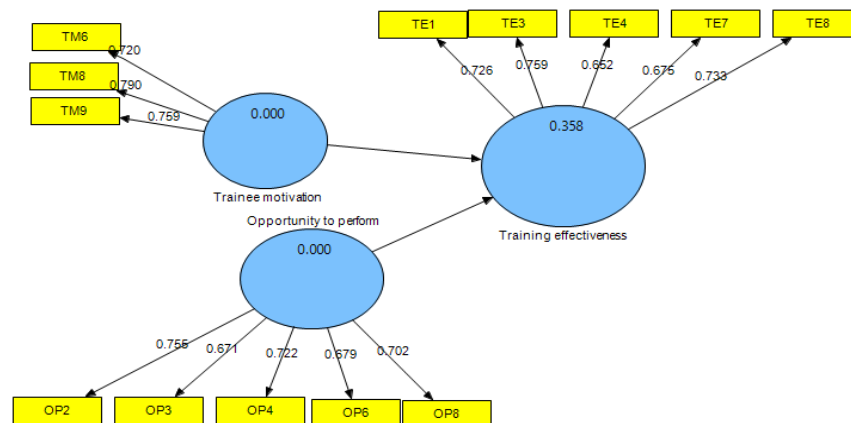 TE1 TE3 TE4 TE7 TE8
TM6
0.720
TM8
0.790
TM9
0.759
0.726 0.759 0.652 0.675 0.733
0.000
0.358
Trainee motivation
Opportunity to perform
Training effectiveness
0.000
0.755 0.671 0.722 0.679 0.702
OP2 OP3 OP4 OP6 OP8